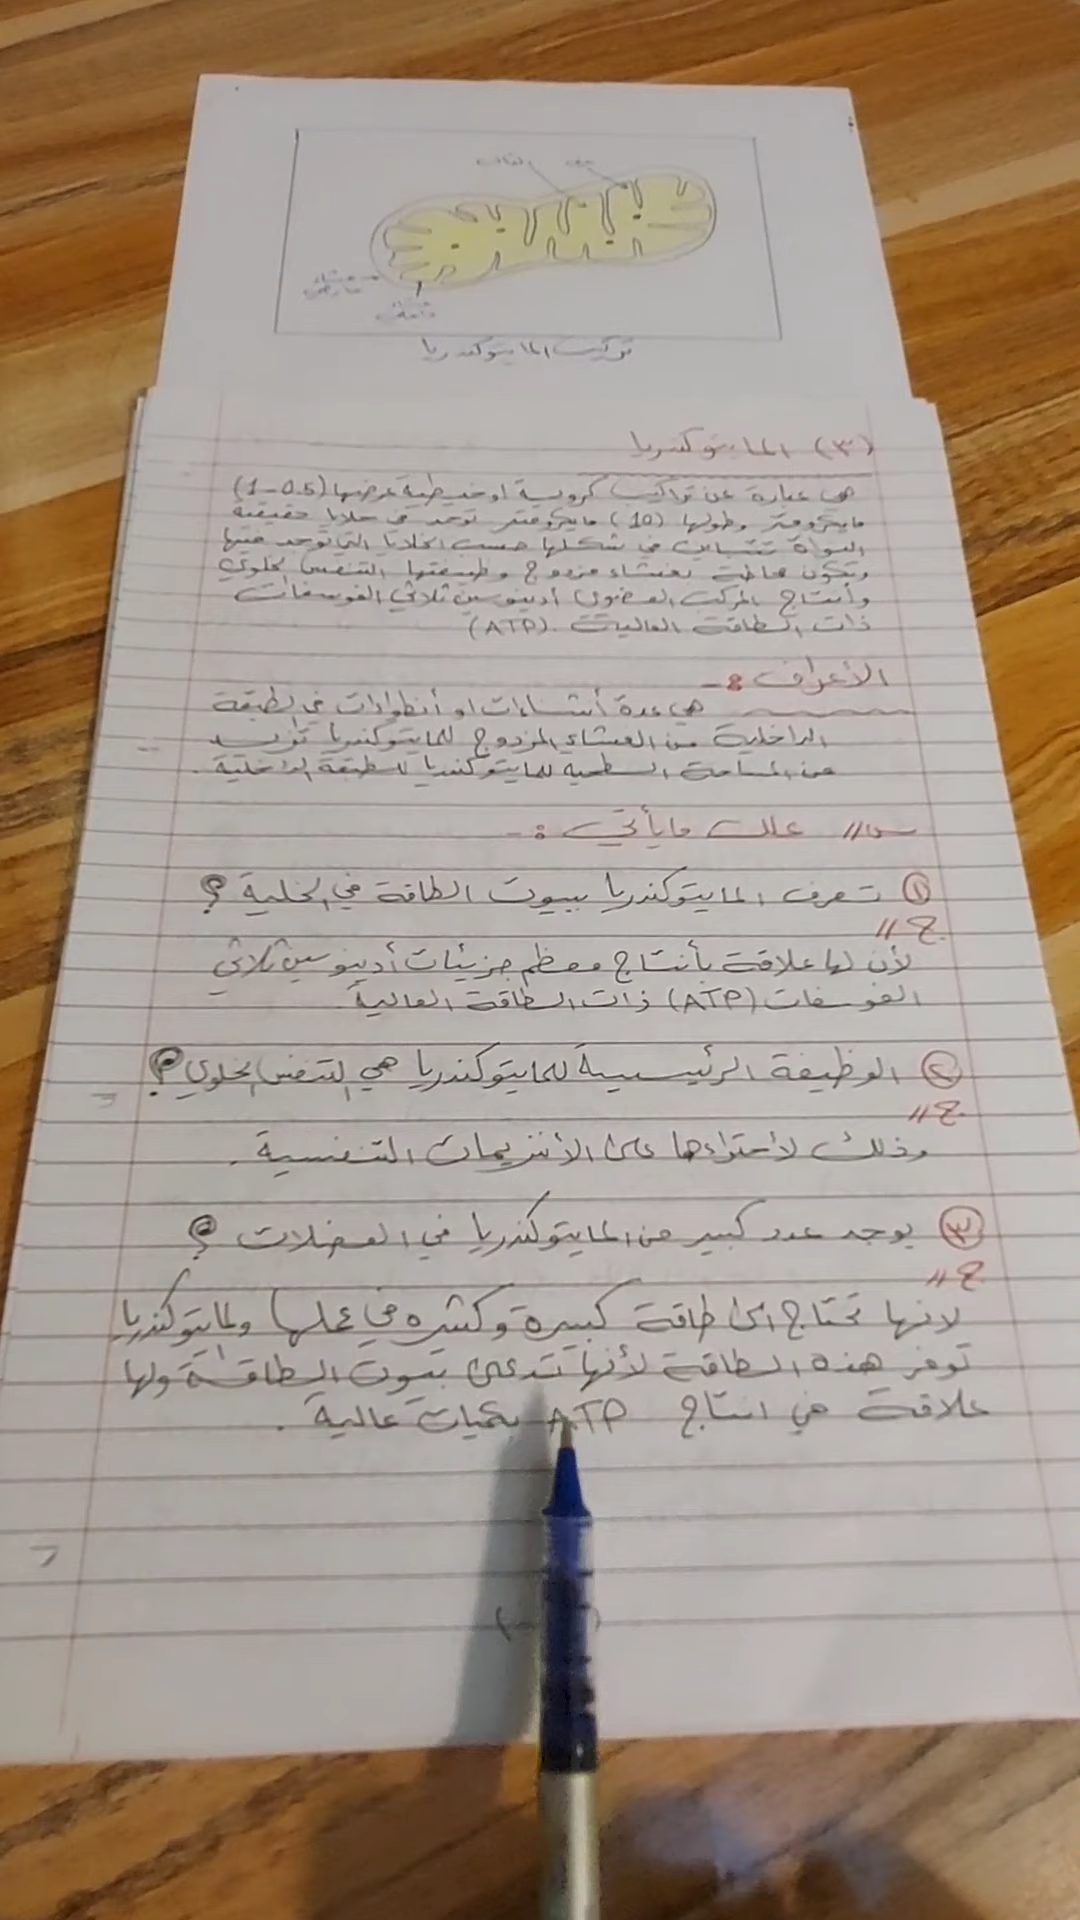 غشاء
خارجي
تركيب المايتوكندريا
(٣) المايتوكندريا
هي عبارة عن تراكيب كروية او خيطية عرضها (0.5-1)
مايكرومتر وطولها (10) مايكرومتر توجد في خلايا حقيقية
النواة تتباين في شكلها حسب الخلايا التي توجد فيها
وتكون محاطة بغشاء مزدوج وظيفتها التنفس الخلوي
وأنتاج المركب العضوي أدينوسين ثلاثي الفوسفات
ذات الطاقة العالية (ATP).
الأعراف :-
هي عدة أنثناءات او أنطواءات في الطبقة
الداخلية من الغشاء المزدوج للمايتوكندريا تزيد
من المساحة السطحية للمايتوكندريا للطبقة الداخلية.
س// علل ما يأتي :-
① تعرف المايتوكندريا ببيوت الطاقة في الخلية ؟
ج//
لأن لها علاقة بأنتاج معظم جزيئات أدينوسين ثلاثي
الفوسفات (ATP) ذات الطاقة العالية.
② الوظيفة الرئيسية للمايتوكندريا هي التنفس الخلوي ؟
ج//
وذلك لأحتواءها على الأنزيمات التنفسية .
③ يوجد عدد كبير من المايتوكندريا في العضلات ؟
ج//
لانها تحتاج الى طاقة كبيرة وكثيره في عملها والمايتوكندريا
توفر هذه الطاقة لأنها تدعى بيوت الطاقة ولها
علاقة في انتاج ATP بكميات عالية .